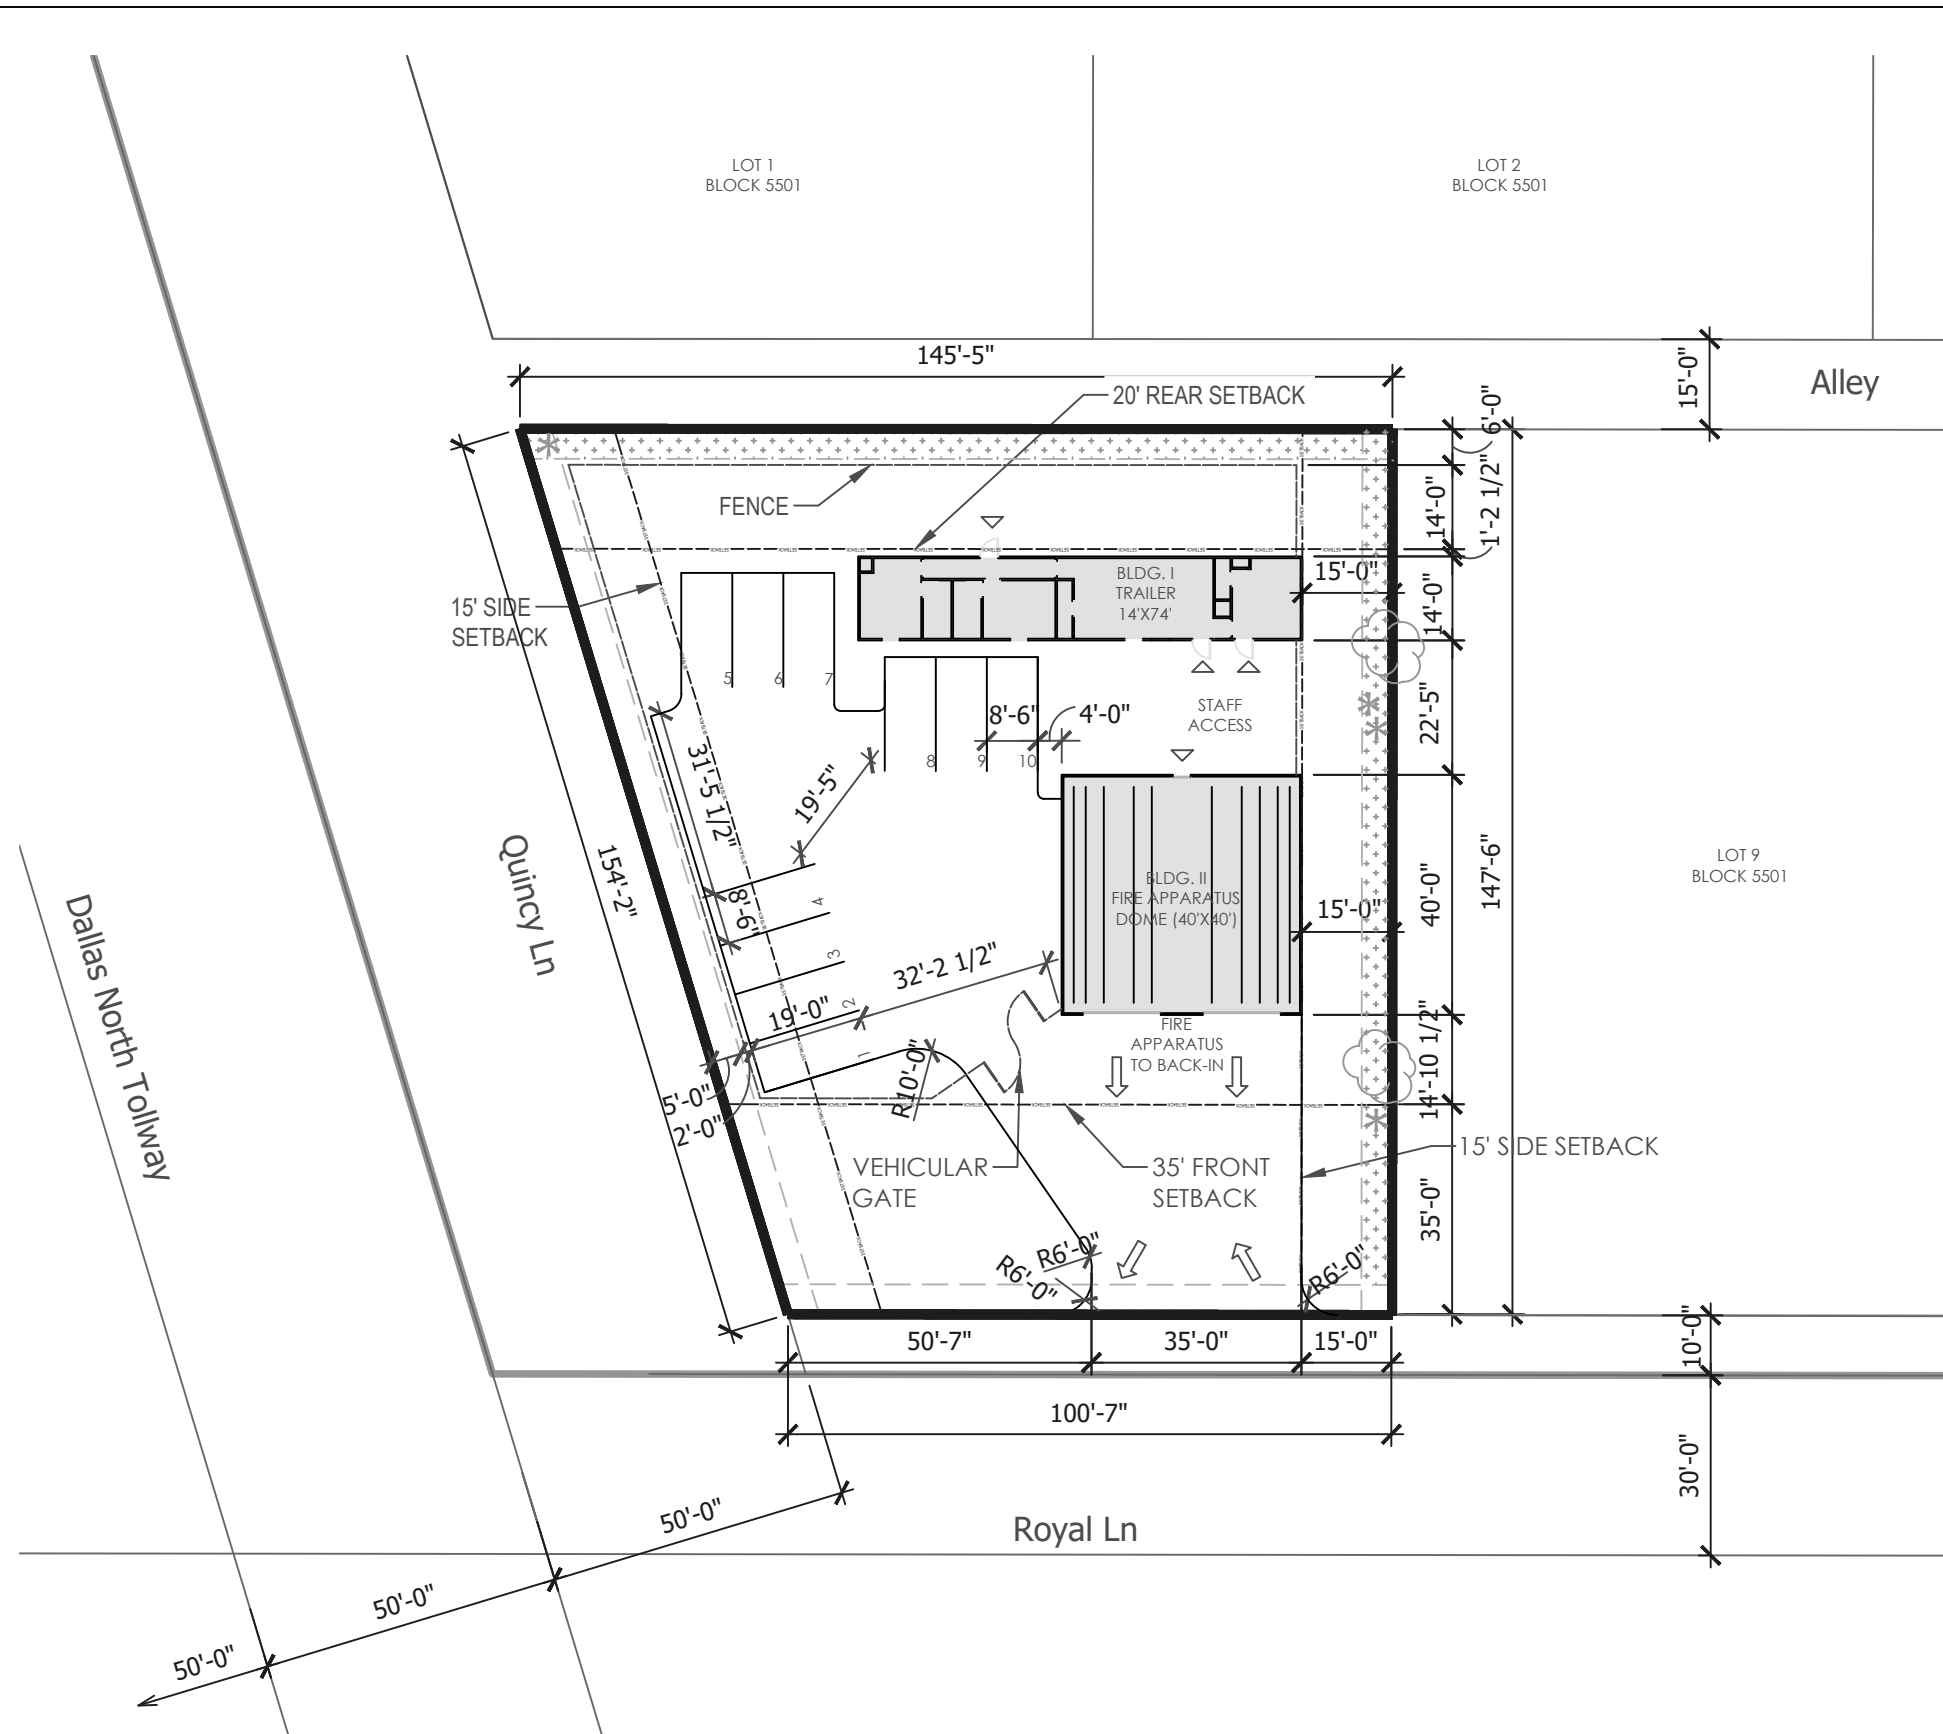 LOT 1
BLOCK 5501
LOT 2
BLOCK 5501
145'-5"
15'-0"
Alley
20' REAR SETBACK
6'-0"
FENCE
14'-0"
1'-2 1/2"
15' SIDE
SETBACK
BLDG. I
TRAILER
14'X74'
15'-0"
14'-0"
5
6
7
31'-5 1/2"
19'-5"
8'-6"
4'-0"
8
9
10
STAFF
ACCESS
22'-5"
147'-6"
Quincy Ln
154'-2"
8'-6"
4
3
2
1
BLDG. II
FIRE APPARATUS
DOME (40'X40')
15'-0"
40'-0"
LOT 9
BLOCK 5501
Dallas North Tollway
32'-2 1/2"
19'-0"
5'-0"
2'-0"
R10'-0"
FIRE
APPARATUS
TO BACK-IN
14'-10 1/2"
15' SIDE SETBACK
VEHICULAR
GATE
35' FRONT
SETBACK
35'-0"
R6'-0"
R6'-0"
R6'-0"
50'-7"
35'-0"
15'-0"
10'-0"
100'-7"
30'-0"
Royal Ln
50'-0"
50'-0"
50'-0"
SETBACK